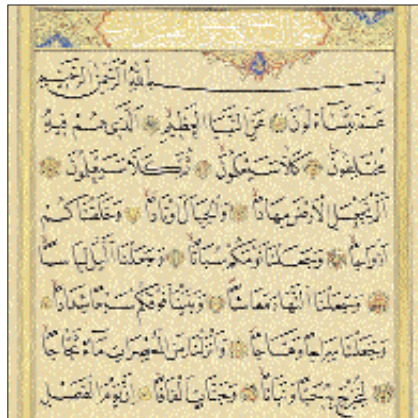 بسم الله الرحمن الرحيم
عم يتساءلون عن النبإ العظيم الذي هم فيه
مختلفون كلا سيعلمون ثم كلا سيعلمون
ألم نجعل الأرض مهادا والجبال أوتادا وخلقناكم
أزواجا وجعلنا نومكم سباتا وجعلنا الليل لباسا
وجعلنا النهار معاشا وبنينا فوقكم سبعا شدادا
وجعلنا سراجا وهاجا وأنزلنا من المعصرات ماء ثجاجا
لنخرج به حبا ونباتا وجنات ألفافا إن يوم الفصل